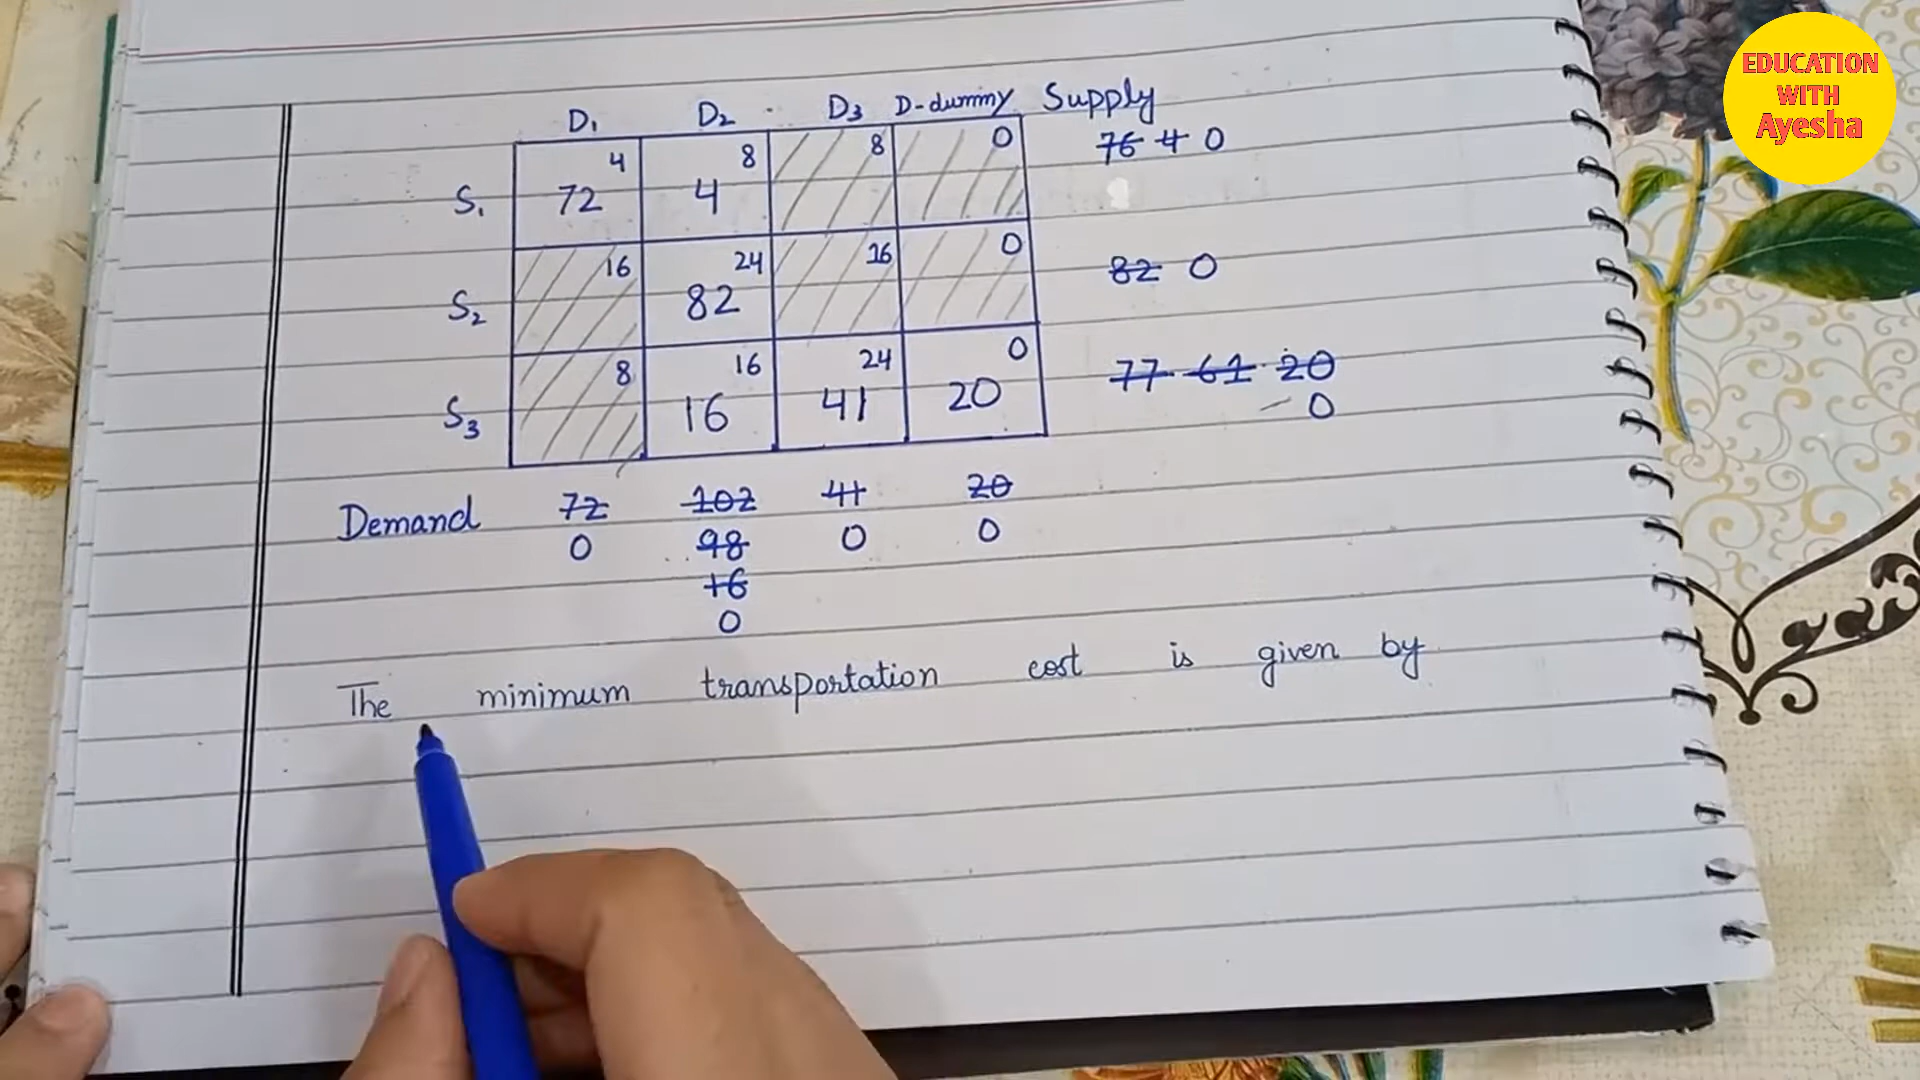 EDUCATION
WITH
Ayesha
D1 D2 D3 D-dummy Supply
4 8 8 0
S1 72 4 76 4 0
16 24 16 0
S2 82 82 0
8 16 24 0
S3 16 41 20 77 61 20
0
Demand 72 102 41 20
0 98 0 0
16
0
The minimum transportation cost is given by